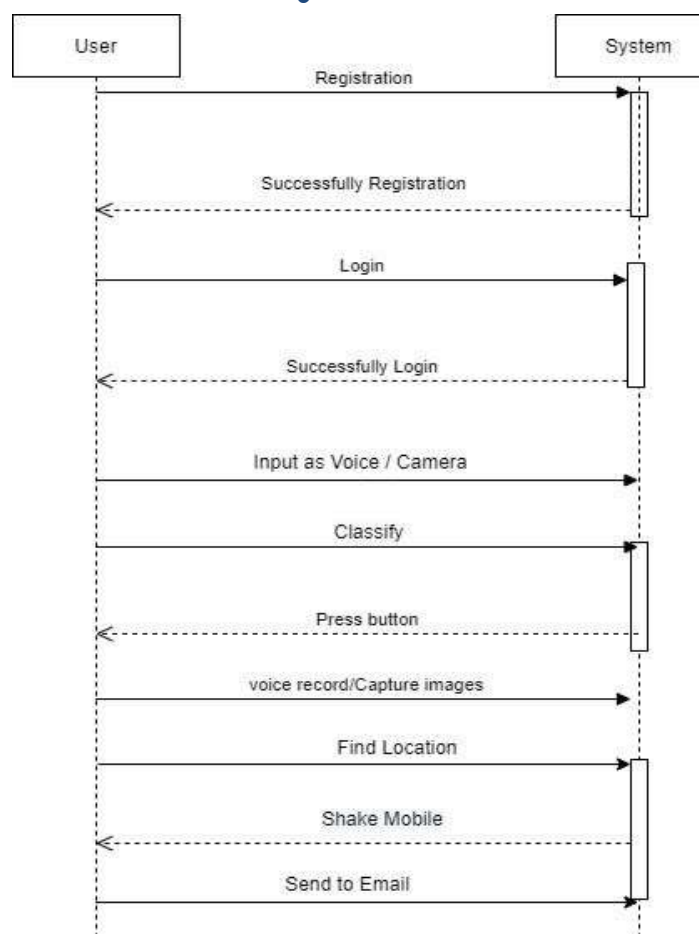 User
System
Registration
Successfully Registration
Login
Successfully Login
Input as Voice / Camera
Classify
Press button
voice record/Capture images
Find Location
Shake Mobile
Send to Email